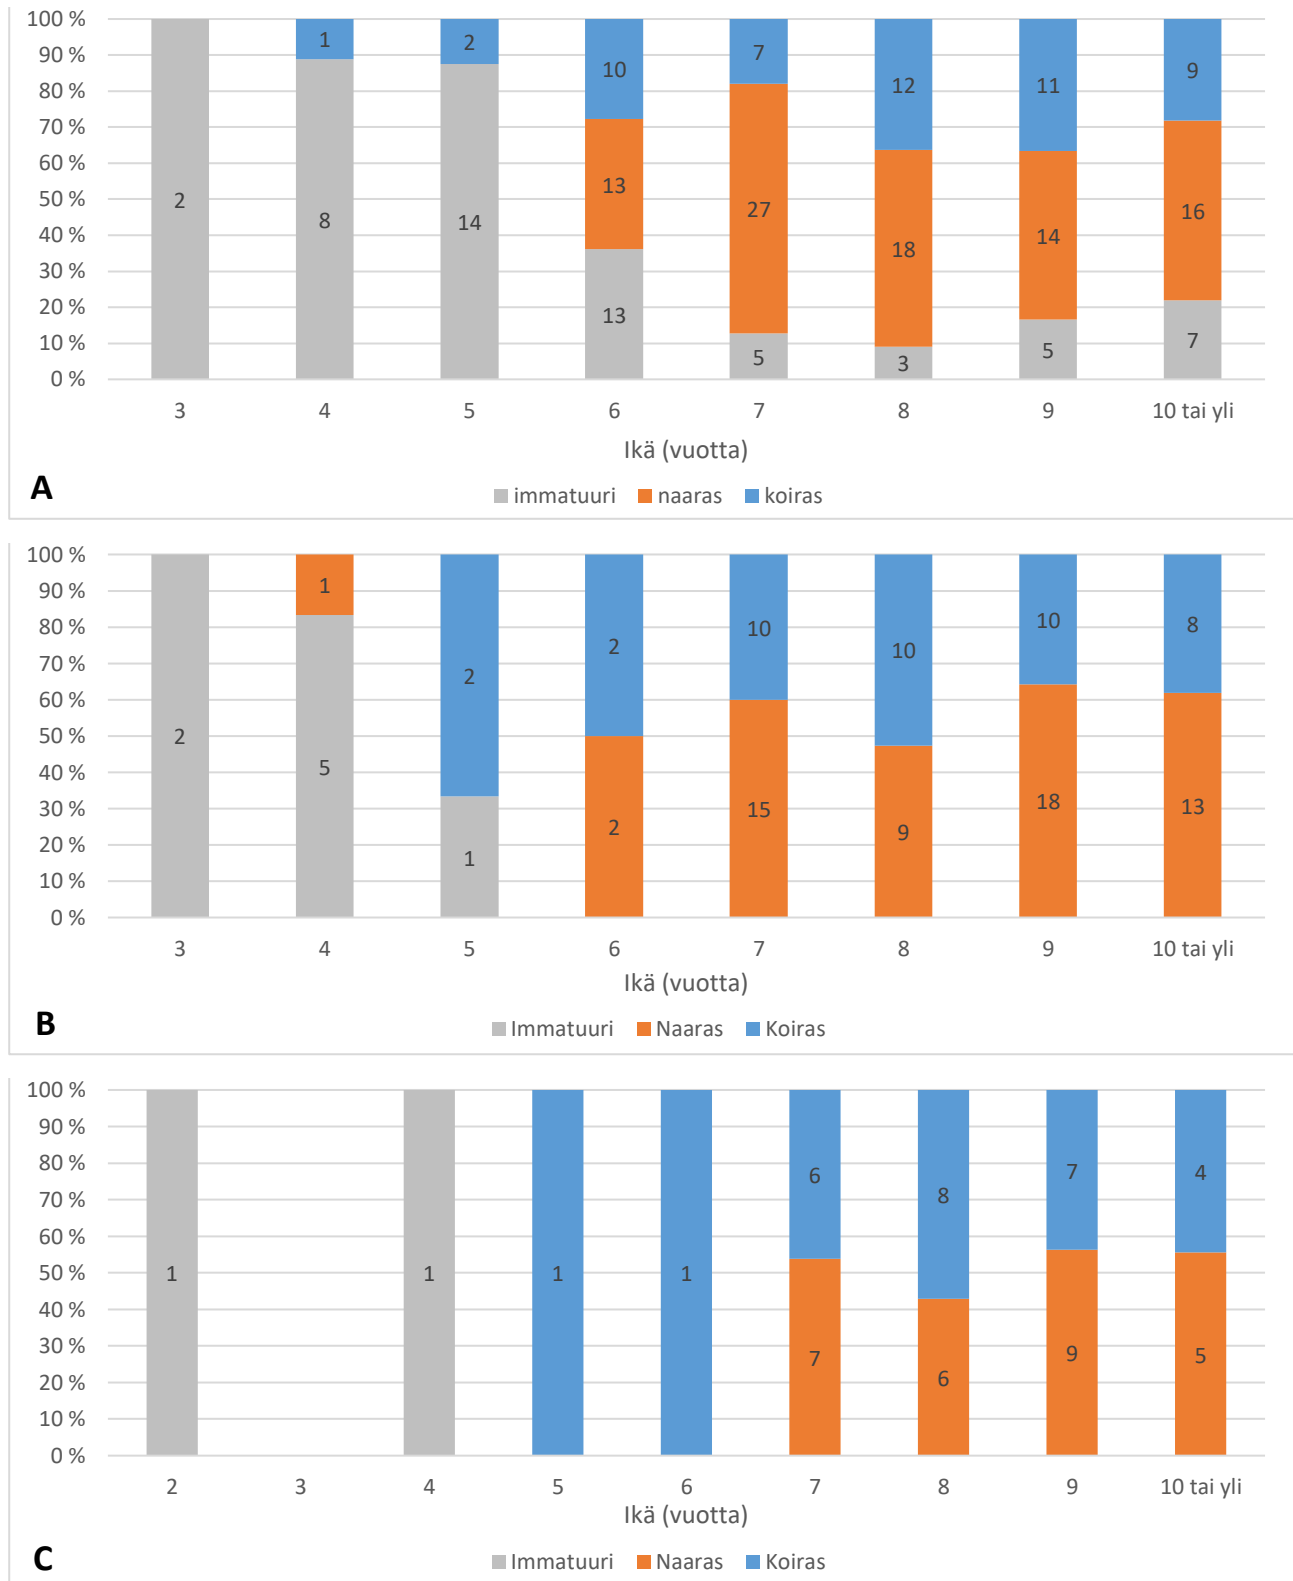 100 %
90 %
80 %
70 %
60 %
50 %
40 %
30 %
20 %
10 %
0 %
1 2 10 7 12 11 9
13 27 18 14 16
2 8 14 13 5 3 5 7
3 4 5 6 7 8 9 10 tai yli
Ikä (vuotta)
A
immatuuri naaras koiras
100 %
90 %
80 %
70 %
60 %
50 %
40 %
30 %
20 %
10 %
0 %
1 2 2 10 10 10 8
2 15 9 18 13
2 5 1
3 4 5 6 7 8 9 10 tai yli
Ikä (vuotta)
B
Immatuuri Naaras Koiras
100 %
90 %
80 %
70 %
60 %
50 %
40 %
30 %
20 %
10 %
0 %
1 1 6 8 7 4
7 6 9 5
1 1
2 3 4 5 6 7 8 9 10 tai yli
Ikä (vuotta)
C
Immatuuri Naaras Koiras